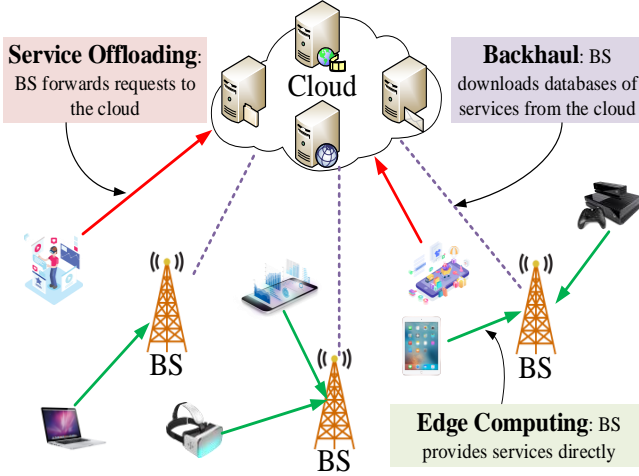 Service Offloading:
BS forwards requests to
the cloud
Cloud
Backhaul: BS
downloads databases of
services from the cloud
BS
BS
BS
Edge Computing: BS
provides services directly